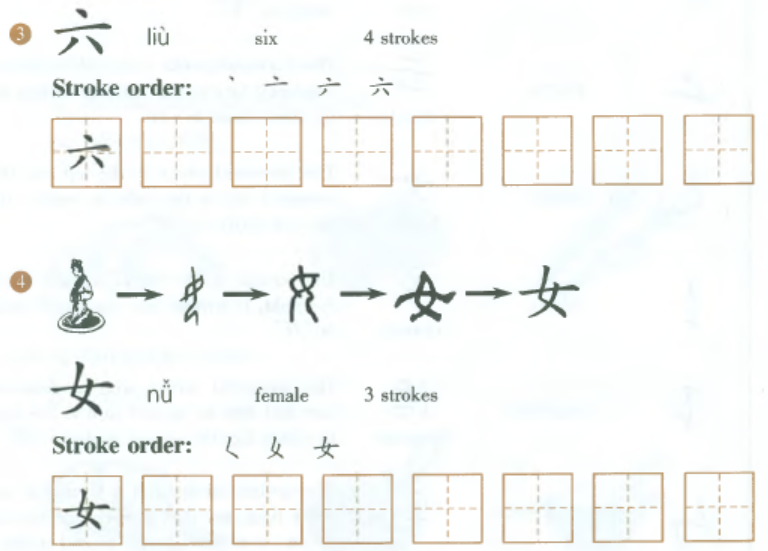 3 六 liù six 4 strokes
Stroke order: 丶 亠 六
六
4 女
女 nǚ female 3 strokes
Stroke order: 𡿨 女
女